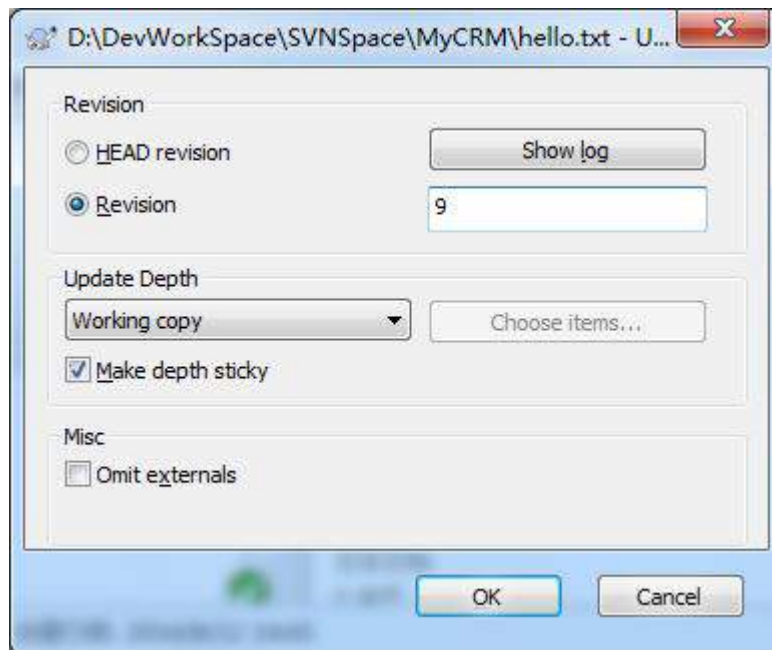 D:\DevWorkSpace\SVNSpace\MyCRM\hello.txt - U...
Revision
HEAD revision
Show log
Revision
9
Update Depth
Working copy
Choose items...
Make depth sticky
Misc
Omit externals
OK
Cancel